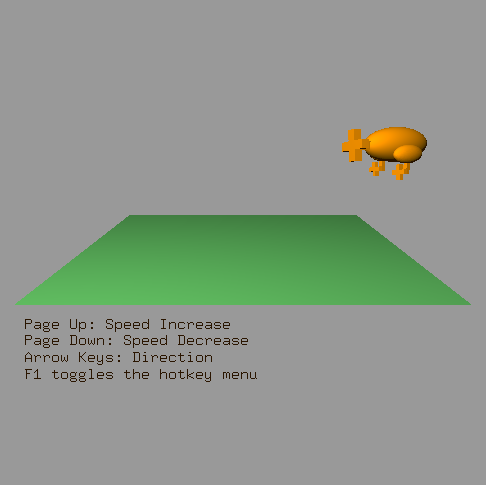 Page Up: Speed Increase
Page Down: Speed Decrease
Arrow Keys: Direction
F1 toggles the hotkey menu